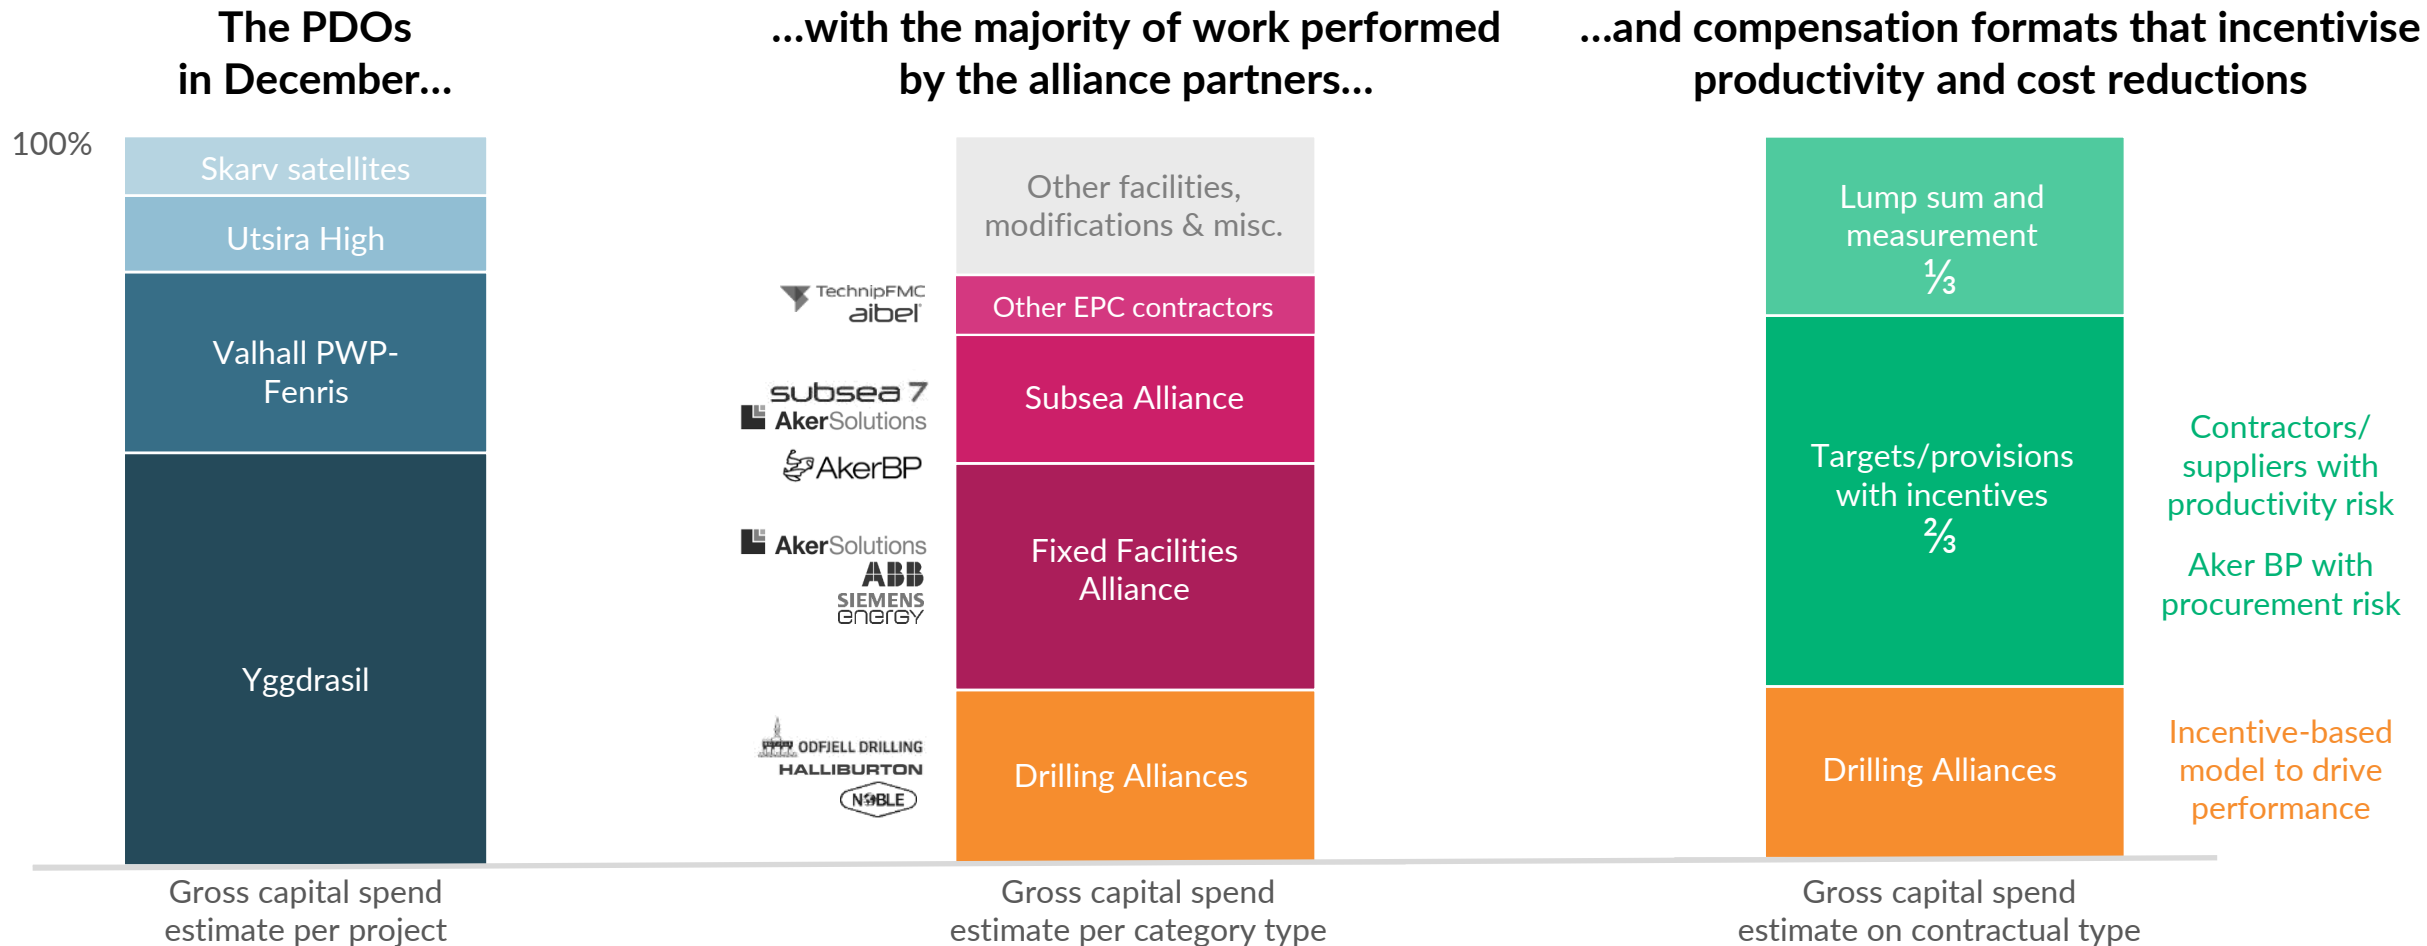 The PDOs
in December...
...with the majority of work performed
by the alliance partners...
...and compensation formats that incentivise
productivity and cost reductions
100%
Skarv satellites
Utsira High
Valhall PWP-
Fenris
Yggdrasil
Gross capital spend
estimate per project
Other facilities,
modifications & misc.
TechnipFMC
aibel
Other EPC contractors
subsea 7
AkerSolutions
AkerBP
Subsea Alliance
AkerSolutions
ABB
SIEMENS
energy
Fixed Facilities
Alliance
ODFJELL DRILLING
HALLIBURTON
NOBLE
Drilling Alliances
Gross capital spend
estimate per category type
Lump sum and
measurement
⅓
Targets/provisions
with incentives
⅔
Contractors/
suppliers with
productivity risk
Aker BP with
procurement risk
Drilling Alliances
Incentive-based
model to drive
performance
Gross capital spend
estimate on contractual type